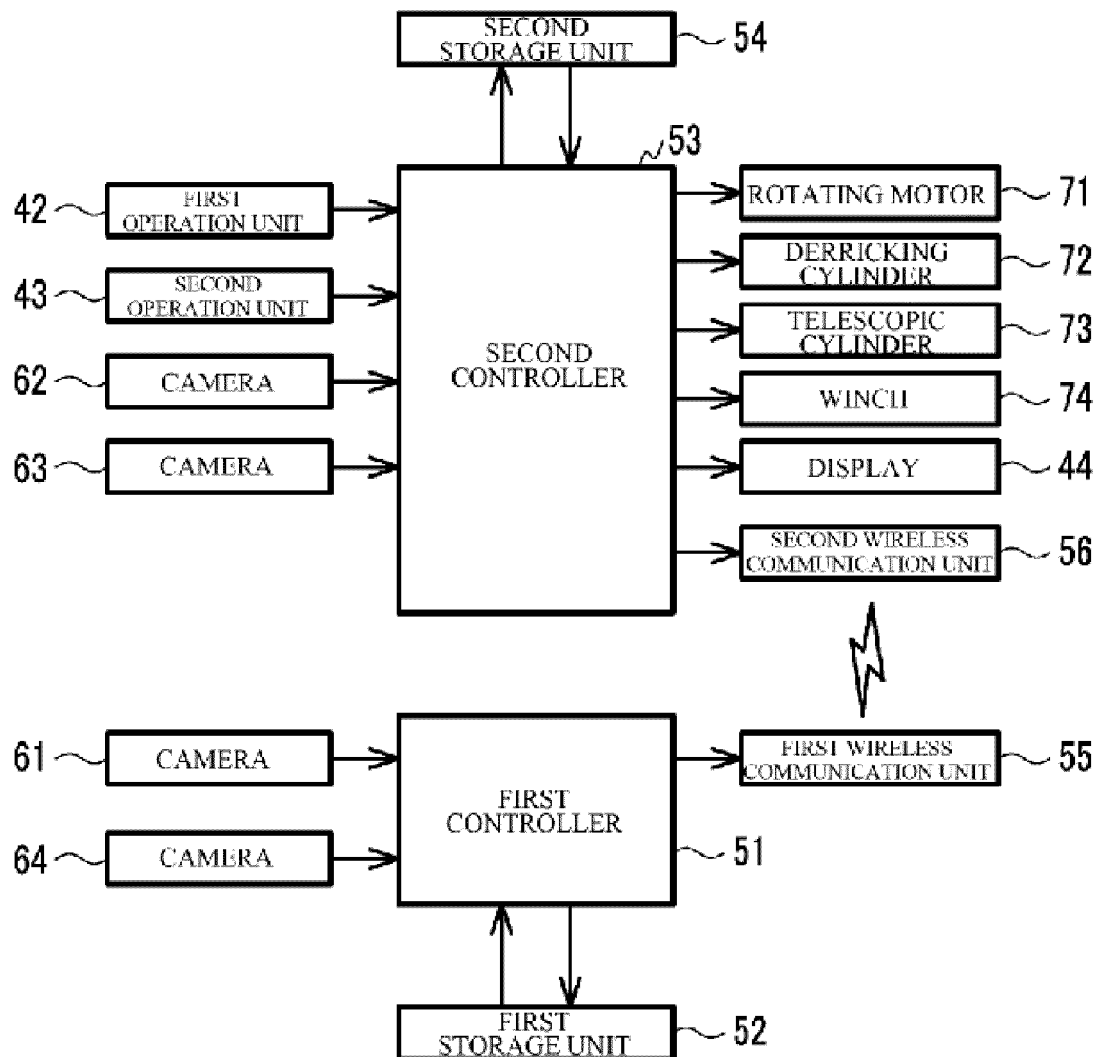 SECOND
STORAGE UNIT
54
53
42
FIRST
OPERATION UNIT
43
SECOND
OPERATION UNIT
62
CAMERA
63
CAMERA
SECOND
CONTROLLER
ROTATING MOTOR
71
DERRICKING
CYLINDER
72
TELESCOPIC
CYLINDER
73
WINCH
74
DISPLAY
44
SECOND WIRELESS
COMMUNICATION UNIT
56
61
CAMERA
64
CAMERA
FIRST
CONTROLLER
51
FIRST WIRELESS
COMMUNICATION UNIT
55
FIRST
STORAGE UNIT
52